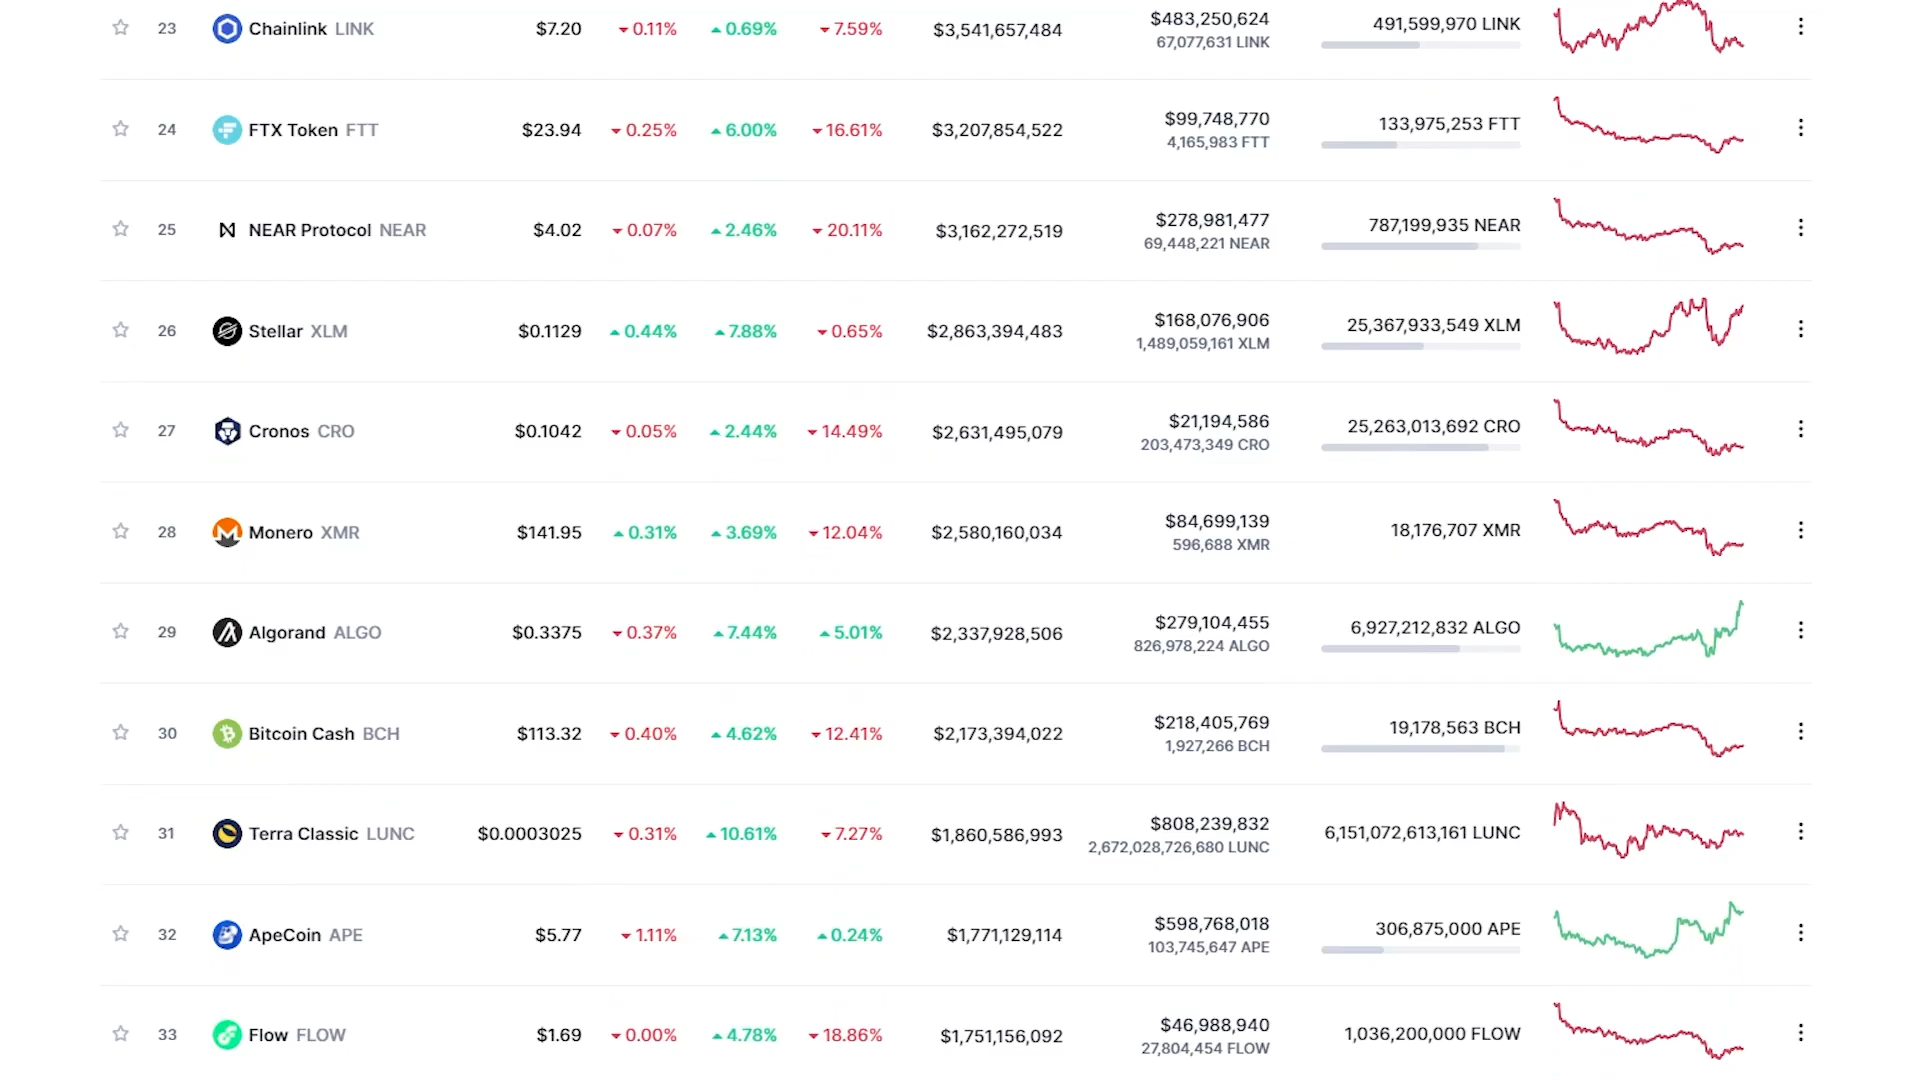 23 Chainlink LINK $7.20 0.11% 0.69% 7.59% $3,541,657,484 $483,250,624 491,599,970 LINK
67,077,631 LINK
24 FTX Token FTT $23.94 0.25% 6.00% 16.61% $3,207,854,522 $99,748,770 133,975,253 FTT
4,165,983 FTT
25 NEAR Protocol NEAR $4.02 0.07% 2.46% 20.11% $3,162,272,519 $278,981,477 787,199,935 NEAR
69,448,221 NEAR
26 Stellar XLM $0.1129 0.44% 7.88% 0.65% $2,863,394,483 $168,076,906 25,367,933,549 XLM
1,489,059,161 XLM
27 Cronos CRO $0.1042 0.05% 2.44% 14.49% $2,631,495,079 $21,194,586 25,263,013,692 CRO
203,473,349 CRO
28 Monero XMR $141.95 0.31% 3.69% 12.04% $2,580,160,034 $84,699,139 18,176,707 XMR
596,688 XMR
29 Algorand ALGO $0.3375 0.37% 7.44% 5.01% $2,337,928,506 $279,104,455 6,927,212,832 ALGO
826,978,224 ALGO
30 Bitcoin Cash BCH $113.32 0.40% 4.62% 12.41% $2,173,394,022 $218,405,769 19,178,563 BCH
1,927,266 BCH
31 Terra Classic LUNC $0.0003025 0.31% 10.61% 7.27% $1,860,586,993 $808,239,832 6,151,072,613,161 LUNC
2,672,028,726,680 LUNC
32 ApeCoin APE $5.77 1.11% 7.13% 0.24% $1,771,129,114 $598,768,018 306,875,000 APE
103,745,647 APE
33 Flow FLOW $1.69 0.00% 4.78% 18.86% $1,751,156,092 $46,988,940 1,036,200,000 FLOW
27,804,454 FLOW